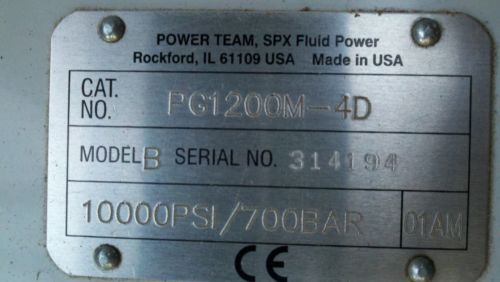 POWER TEAM, SPX Fluid Power
Rockford, IL 61109 USA Made in USA
CAT. NO. PG1200M-4D
MODEL B SERIAL NO. 314194
10000PSI/700BAR 01AM
CE